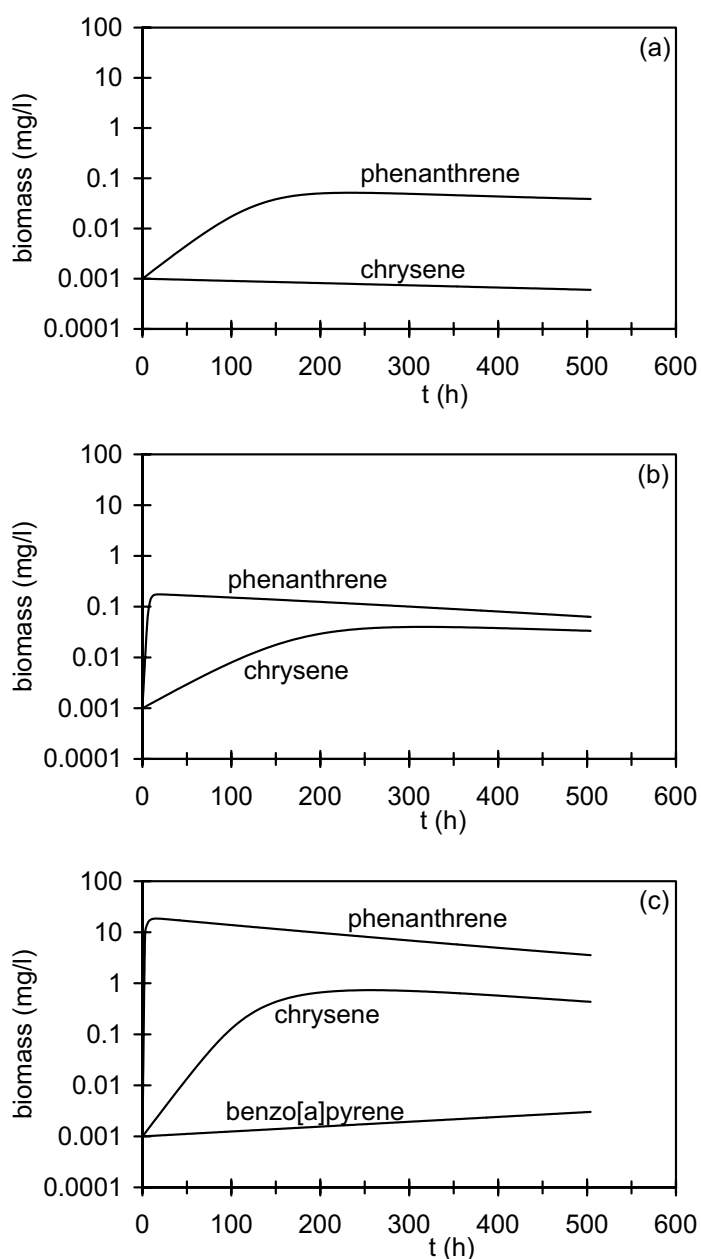 (a)
100
10
1
0.1
0.01
0.001
0.0001
biomass (mg/l)
phenanthrene
chrysene
0 100 200 300 400 500 600
t (h)
(b)
100
10
1
0.1
0.01
0.001
0.0001
biomass (mg/l)
phenanthrene
chrysene
0 100 200 300 400 500 600
t (h)
(c)
100
10
1
0.1
0.01
0.001
0.0001
biomass (mg/l)
phenanthrene
chrysene
benzo[a]pyrene
0 100 200 300 400 500 600
t (h)